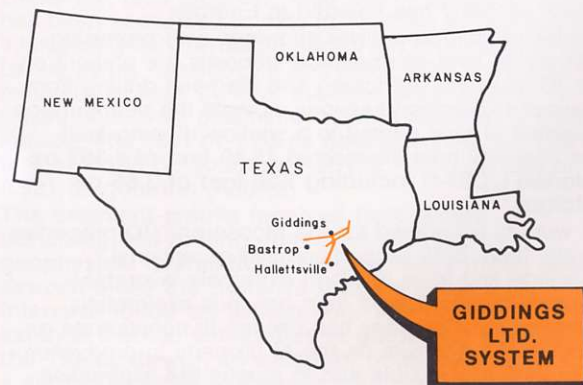 OKLAHOMA
ARKANSAS
NEW MEXICO
TEXAS
LOUISIANA
Giddings
Bastrop
Hallettsville
GIDDINGS
LTD.
SYSTEM